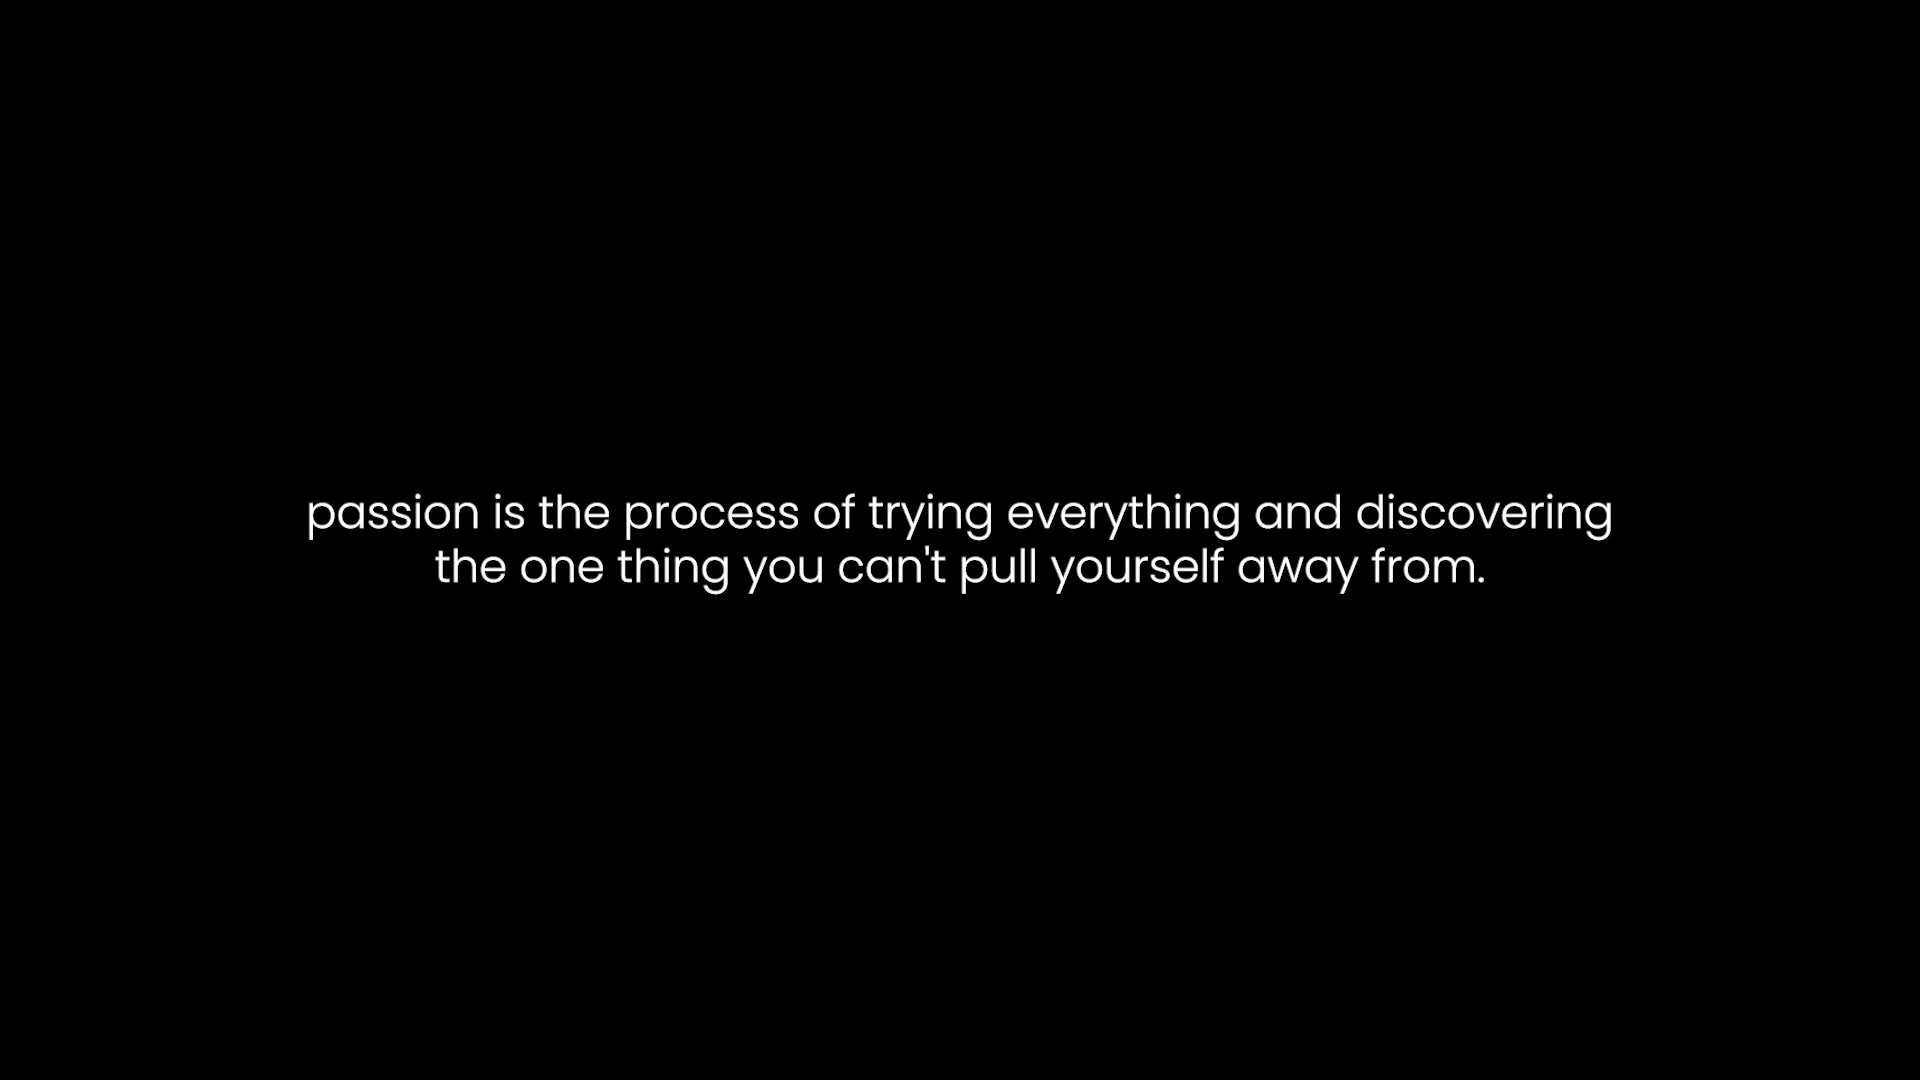 passion is the process of trying everything and discovering
the one thing you can't pull yourself away from.